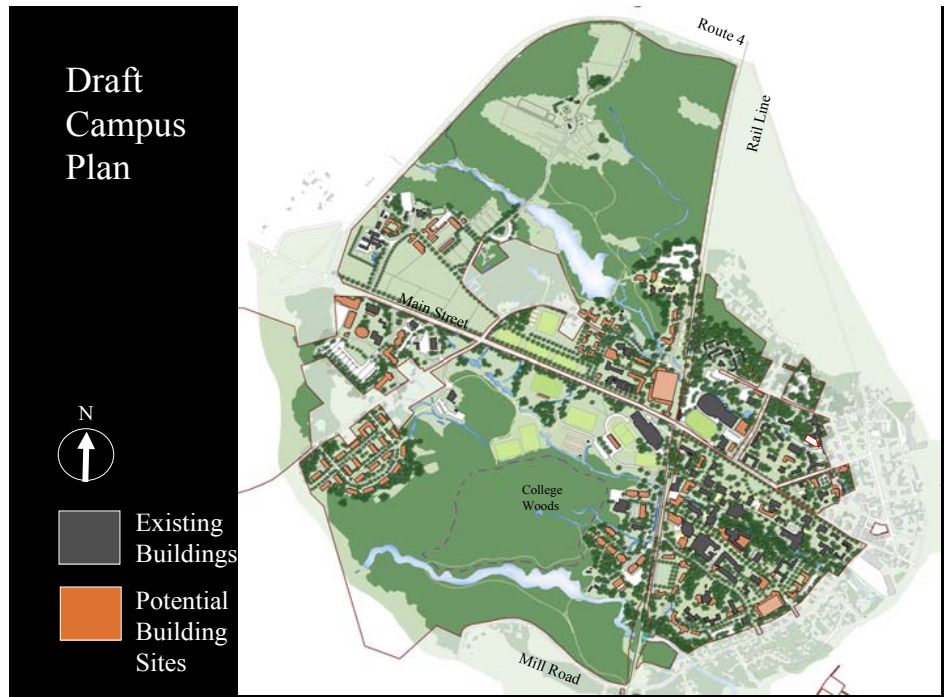 Draft
Campus
Plan
N
Existing
Buildings
Potential
Building
Sites
Route 4
Rail Line
Main Street
College
Woods
Mill Road